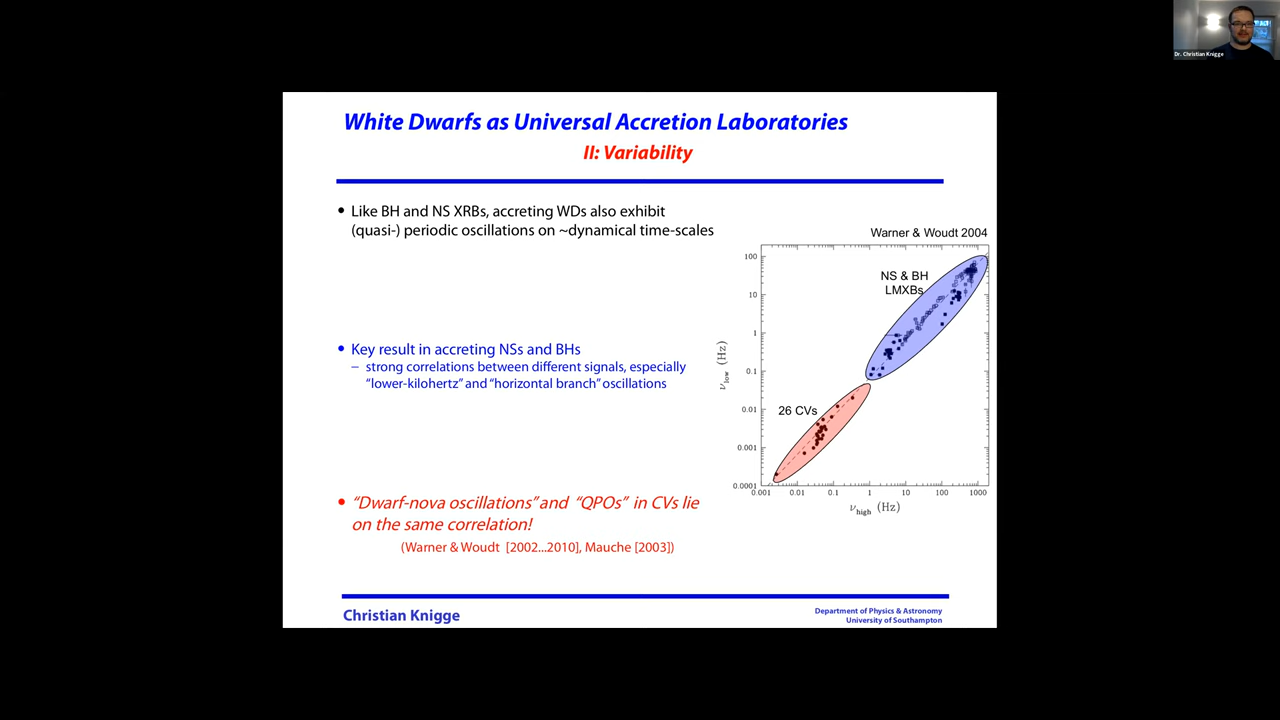 Dr. Christian Knigge
White Dwarfs as Universal Accretion Laboratories
II: Variability
• Like BH and NS XRBs, accreting WDs also exhibit
(quasi-) periodic oscillations on ~dynamical time-scales
• Key result in accreting NSs and BHs
– strong correlations between different signals, especially
“lower-kilohertz” and “horizontal branch” oscillations
• “Dwarf-nova oscillations” and “QPOs” in CVs lie
on the same correlation!
(Warner & Woudt [2002...2010], Mauche [2003])
Warner & Woudt 2004
NS & BH
LMXBs
26 CVs
100
10
1
0.1
0.01
0.001
0.0001
ν_low (Hz)
0.001 0.01 0.1 1 10 100 1000
ν_high (Hz)
Christian Knigge
Department of Physics & Astronomy
University of Southampton